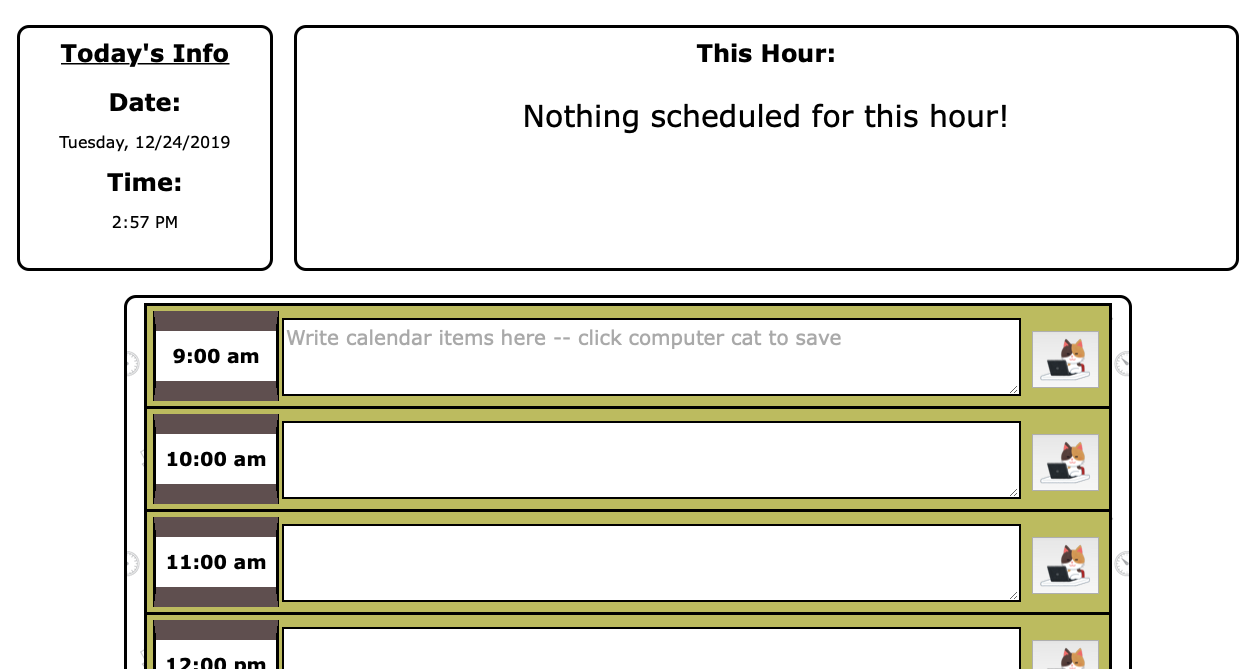 Today's Info
Date:
Tuesday, 12/24/2019
Time:
2:57 PM
This Hour:
Nothing scheduled for this hour!
9:00 am
Write calendar items here -- click computer cat to save
10:00 am
11:00 am
12:00 pm